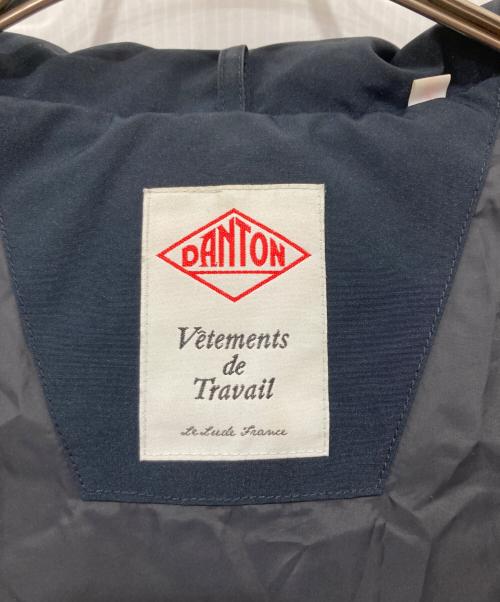 DANTON
Vêtements
de
Travail
Le Lude France